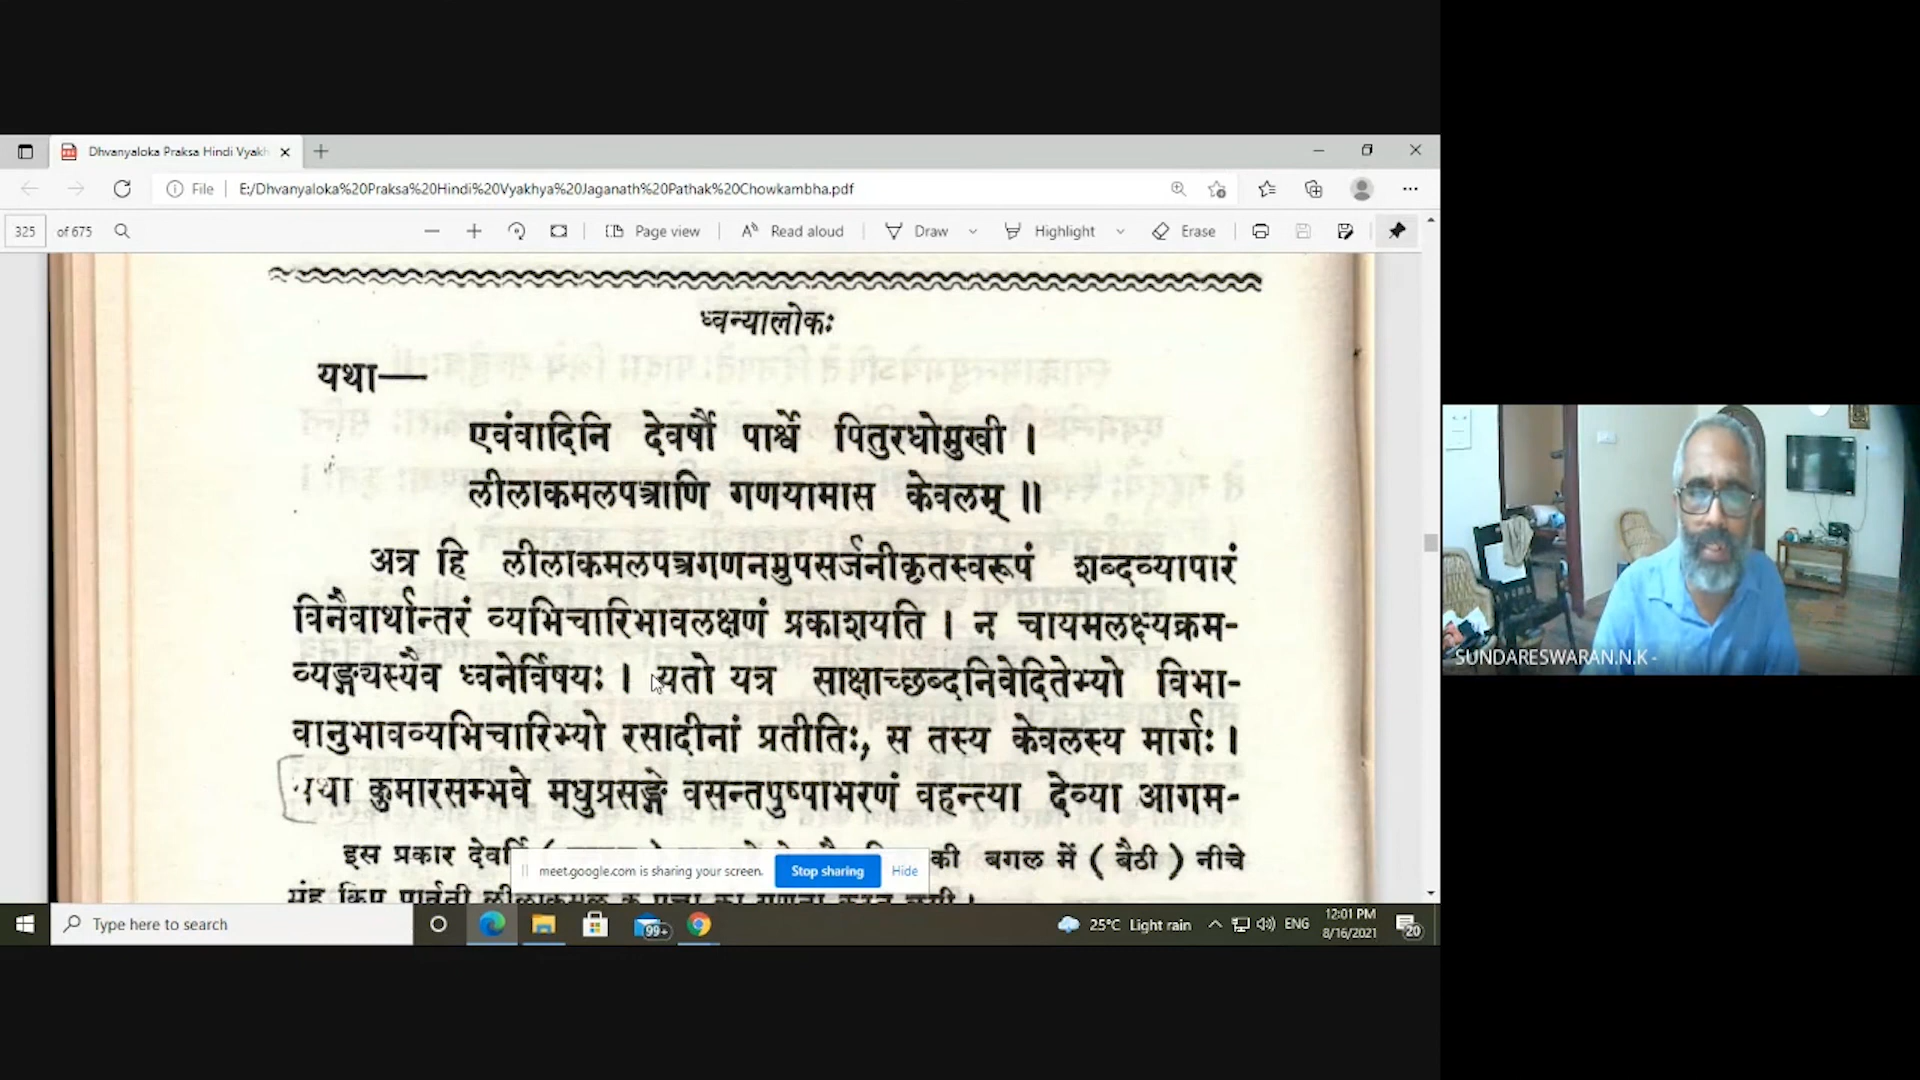 Dhvanyaloka Praksa Hindi Vyakh
File E:/Dhvanyaloka%20Praksa%20Hindi%20Vyakhya%20Jaganath%20Pathak%20Chowkambha.pdf
325 of 675 Page view Read aloud Draw Highlight Erase
ध्वन्यालोकः
यथा—
एवंवादिनि देवर्षौ पार्श्वे पितुरधोमुखी ।
लीलाकमलपत्राणि गणयामास केवलम् ॥
अत्र हि लीलाकमलपत्रगणनमुपसर्जनीकृतस्वरूपं शब्दव्यापारं
विनैवार्थान्तरं व्यभिचारिभावलक्षणं प्रकाशयति । न चायमलक्ष्यक्रम-
व्यङ्ग्यस्यैव ध्वनेर्विषयः । यतो यत्र साक्षाच्छब्दनिवेदितेभ्यो विभा-
वानुभावव्यभिचारिभ्यो रसादीनां प्रतीतिः, स तस्य केवलस्य मार्गः ।
यथा कुमारसम्भवे मधुप्रसङ्गे वसन्तपुष्पाभरणं वहन्त्या देव्या आगम-
इस प्रकार की बगल में ( बैठी ) नीचे
meet.google.com is sharing your screen. Stop sharing Hide
Type here to search
99+
25°C Light rain ENG
12:01 PM
8/16/2021
20
SUNDARESWARAN.N.K -